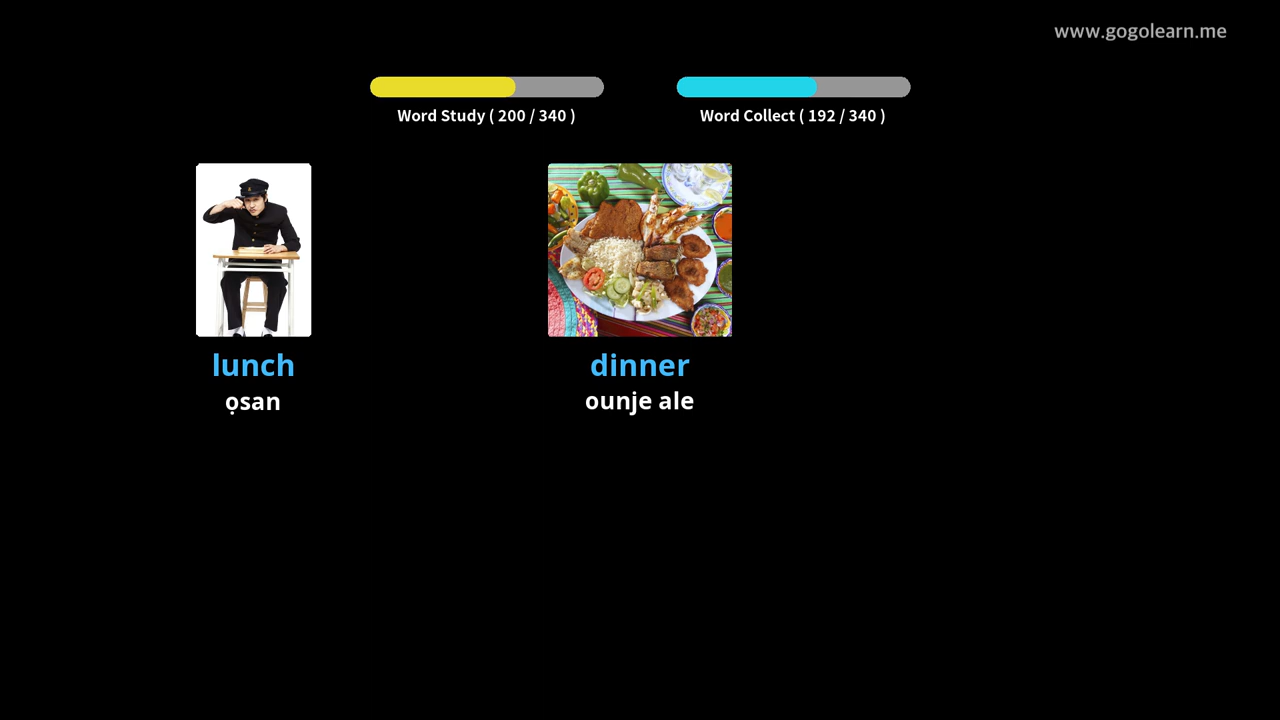 www.gogolearn.me
Word Study ( 200 / 340 )
Word Collect ( 192 / 340 )
lunch
ọsan
dinner
ounje ale